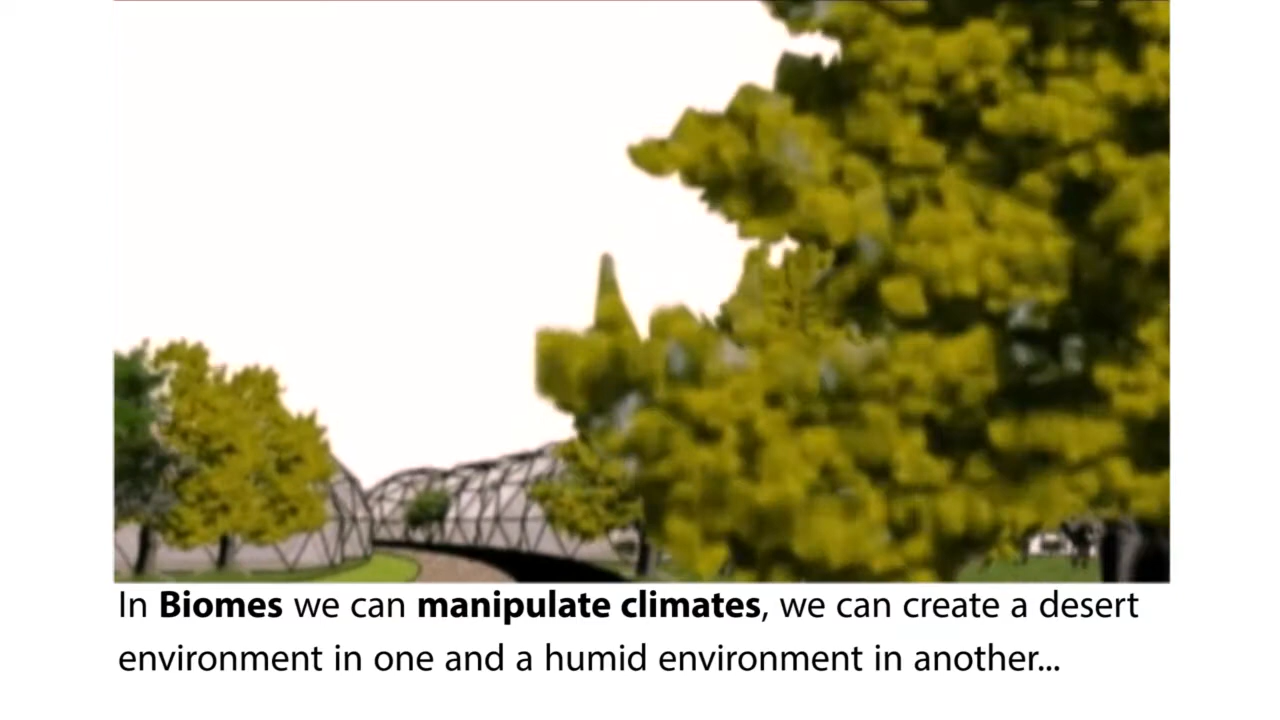 In Biomes we can manipulate climates, we can create a desert
environment in one and a humid environment in another...